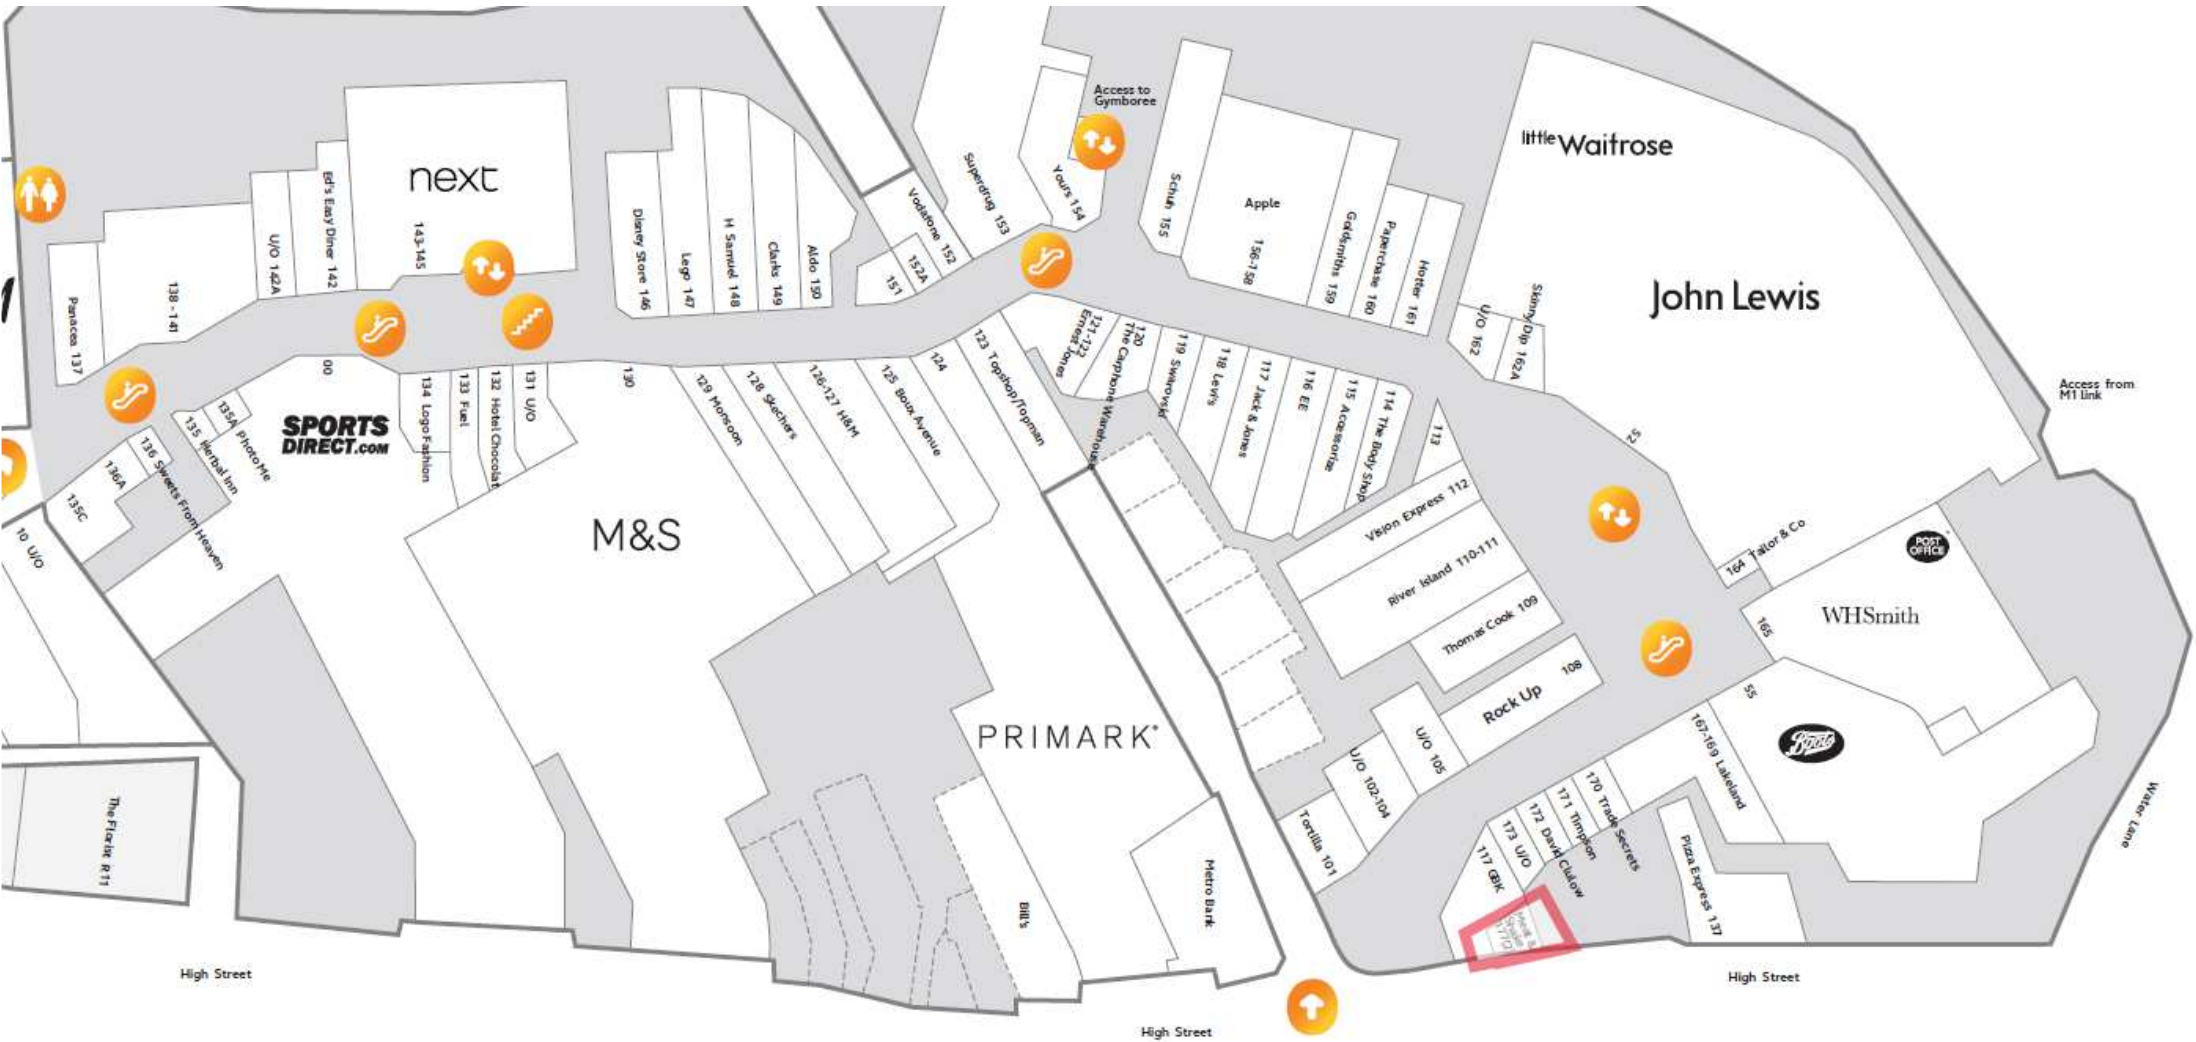 Access to
Gymboree
little Waitrose
next
143-145
Ed's Easy Diner 142
U/O 142A
138 -141
Panacea 137
Disney Store 146
Lego 147
H Samuel 148
Clarks 149
Aldo 150
151
152A
Vodafone 152
Superdrug 153
Yours 154
Schuh 155
Apple
156-158
Goldsmiths 159
Paperchase 160
Hotter 161
U/O 162
Skinny Dip 162A
John Lewis
Access from
M1 link
52
00
SPORTS
DIRECT.COM
134 Logo Fashion
133 Fuel
132 Hotel Chocolat
131 U/O
130
M&S
129 Monsoon
128 Skechers
126-127 H&M
125 Boux Avenue
124
123 Topshop/Topman
121-122
Ernest Jones
120
The Carphone Warehouse
119 Swarovski
118 Levi's
117 Jack & Jones
116 EE
115 Accessorize
114 The Body Shop
113
Vision Express 112
River Island 110-111
Thomas Cook 109
Rock Up 108
U/O 105
U/O 102-104
Tortilla 101
135A PhotoMe
135 Herbal Inn
136 Sweets From Heaven
136A
135C
10 U/O
The Florist R11
164 Tailor & Co
POST
OFFICE
WHSmith
165
55
Boots
167-169 Lakeland
170 Trade Secrets
171 Timpson
172 David Clulow
173 U/O
117 GBK
Pizza Express 137
PRIMARK
Bill's
Metro Bank
Water Lane
High Street
High Street
High Street